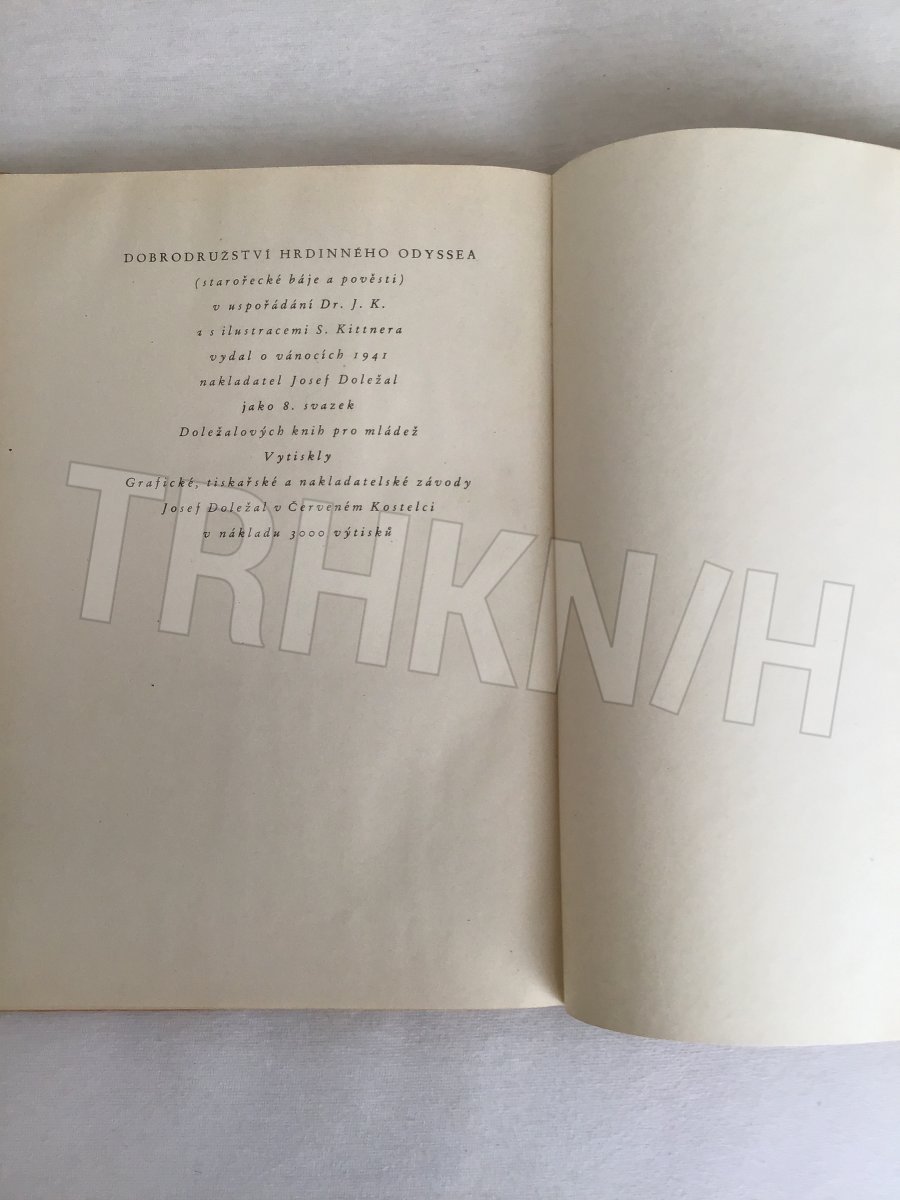 DOBRODRUŽSTVÍ HRDINNÉHO ODYSSEA
(starořecké báje a pověsti)
v uspořádání Dr. J. K.
a s ilustracemi S. Kittnera
vydal o vánocích 1941
nakladatel Josef Doležal
jako 8. svazek
Doležalových knih pro mládež
Vytiskly
Grafické, tiskařské a nakladatelské závody
Josef Doležal v Červeném Kostelci
v nákladu 3000 výtisků
TRHKN/H